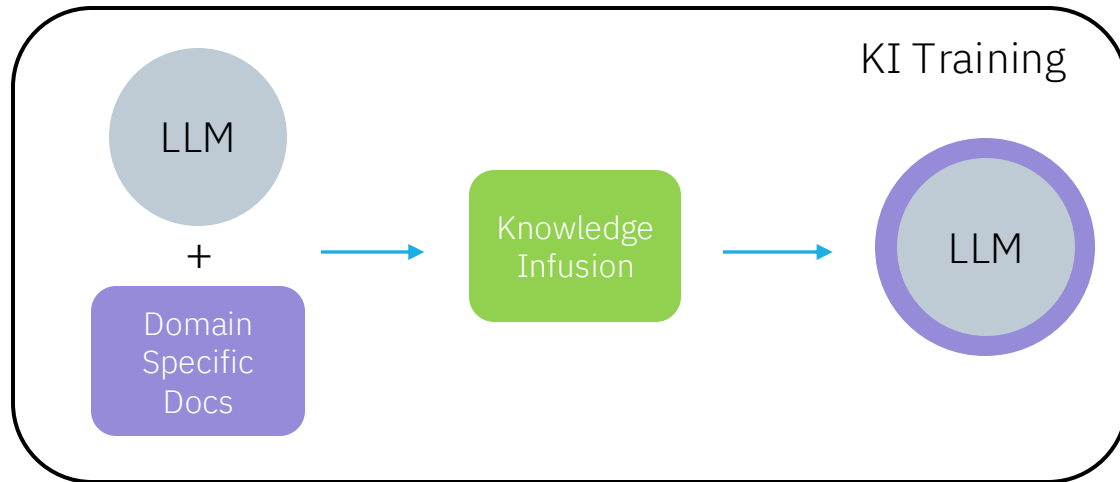 KI Training
LLM
+
Domain
Specific
Docs
Knowledge
Infusion
LLM